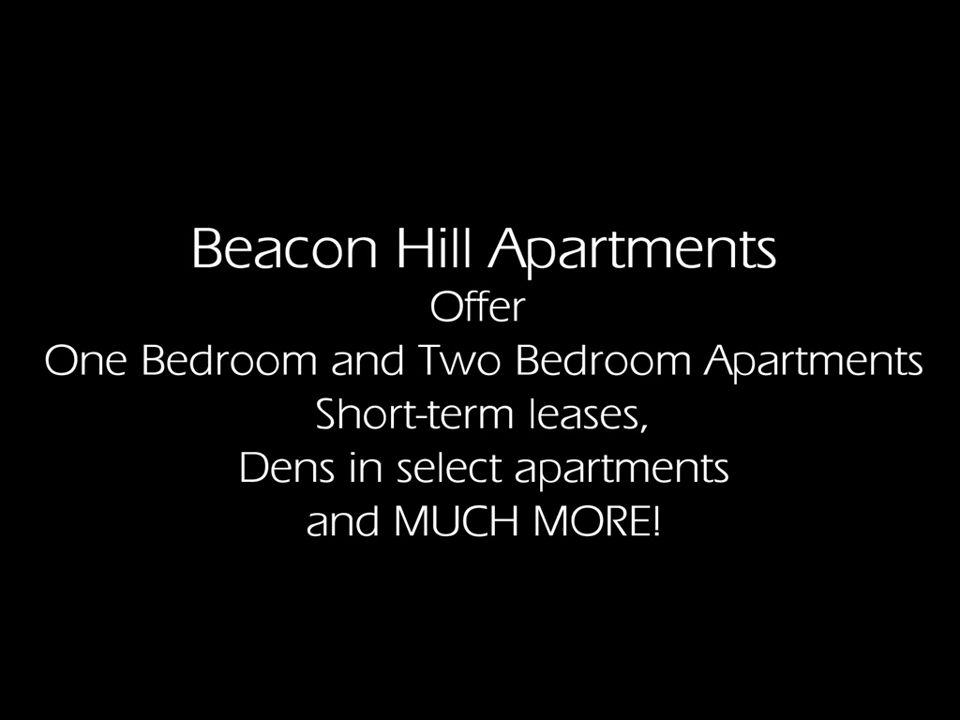 Beacon Hill Apartments
Offer
One Bedroom and Two Bedroom Apartments
Short-term leases,
Dens in select apartments
and MUCH MORE!